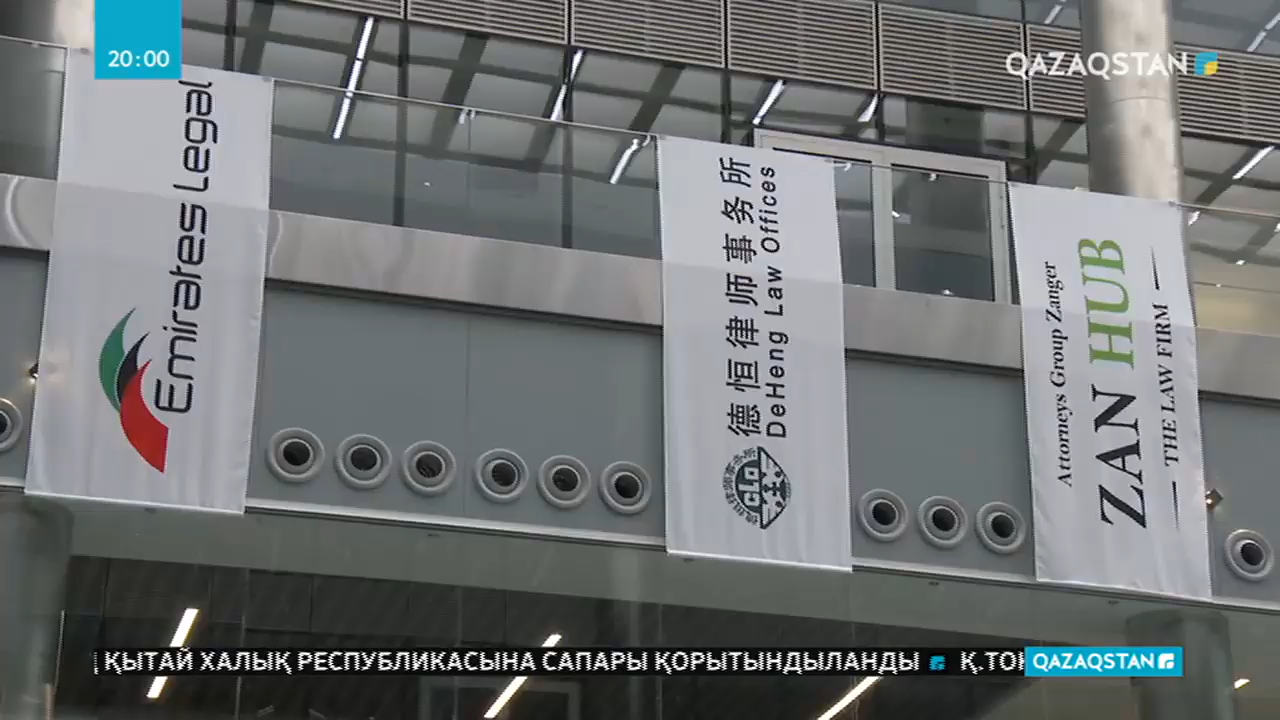 20:00
QAZAQSTAN
Emirates Legal
德恒律师事务所
DeHeng Law Offices
CLO
Attorneys Group Zanger
ZAN HUB
THE LAW FIRM
ҚЫТАЙ ХАЛЫҚ РЕСПУБЛИКАСЫНА САПАРЫ ҚОРЫТЫНДЫЛАНДЫ
QAZAQSTAN